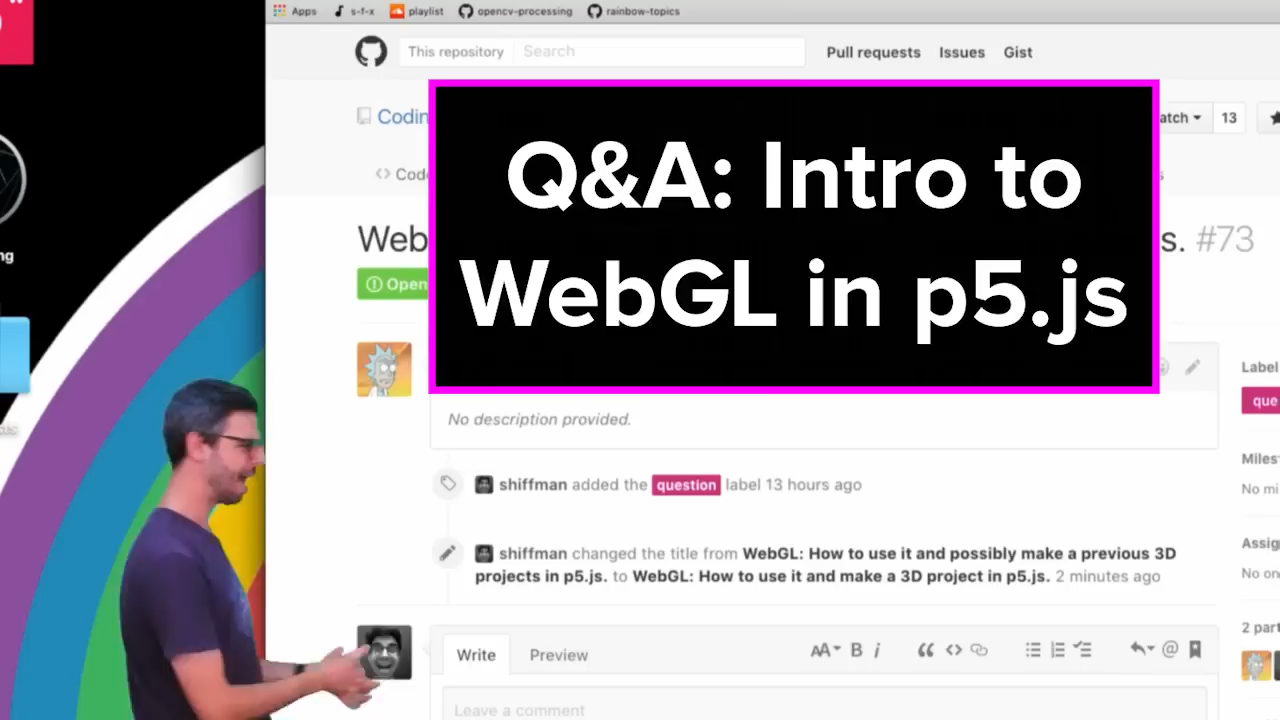 Apps s-f-x playlist opencv-processing rainbow-topics
This repository Search Pull requests Issues Gist
Codin
atch 13
Q&A: Intro to
WebGL in p5.js
<> Code
Web s. #73
Open
Label
que
No description provided.
shiffman added the question label 13 hours ago
Miles
No mi
shiffman changed the title from WebGL: How to use it and possibly make a previous 3D
projects in p5.js. to WebGL: How to use it and make a 3D project in p5.js. 2 minutes ago
Assig
No on
2 part
Write Preview AA B i
Leave a comment